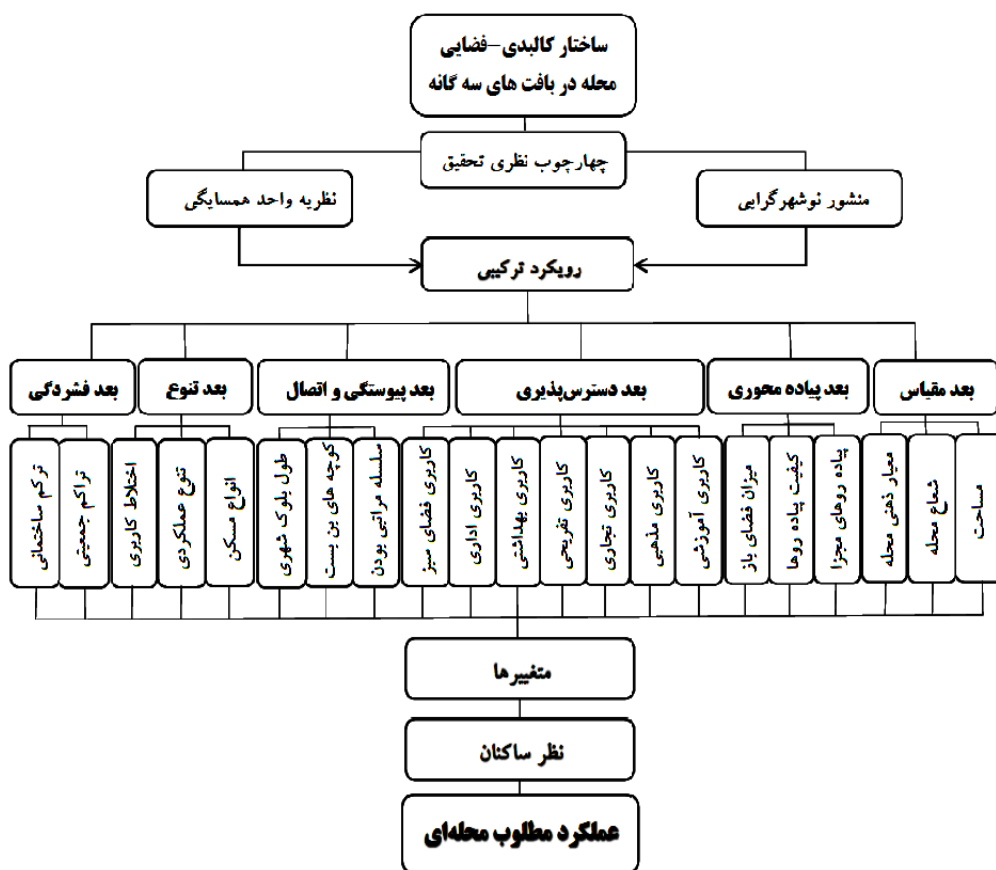 ساختار کالبدی-فضایی
محله در بافت های سه گانه
چهارچوب نظری تحقیق
منشور نوشهرگرایی
نظریه واحد همسایگی
رویکرد ترکیبی
بعد مقیاس
بعد پیاده محوری
بعد دسترس‌پذیری
بعد پیوستگی و اتصال
بعد تنوع
بعد فشردگی
مساحت
شعاع محله
معیار ذهنی محله
پیاده روهای مجزا
کیفیت پیاده روها
میزان فضای باز
کاربری آموزشی
کاربری مذهبی
کاربری تجاری
کاربری تفریحی
کاربری بهداشتی
کاربری اداری
کاربری فضای سبز
سلسله مراتبی بودن
کوچه های بن بست
طول بلوک شهری
انواع مسکن
تنوع عملکردی
اختلاط کاربری
تراکم جمعیتی
ترکم ساختمانی
متغییرها
نظر ساکنان
عملکرد مطلوب محله‌ای